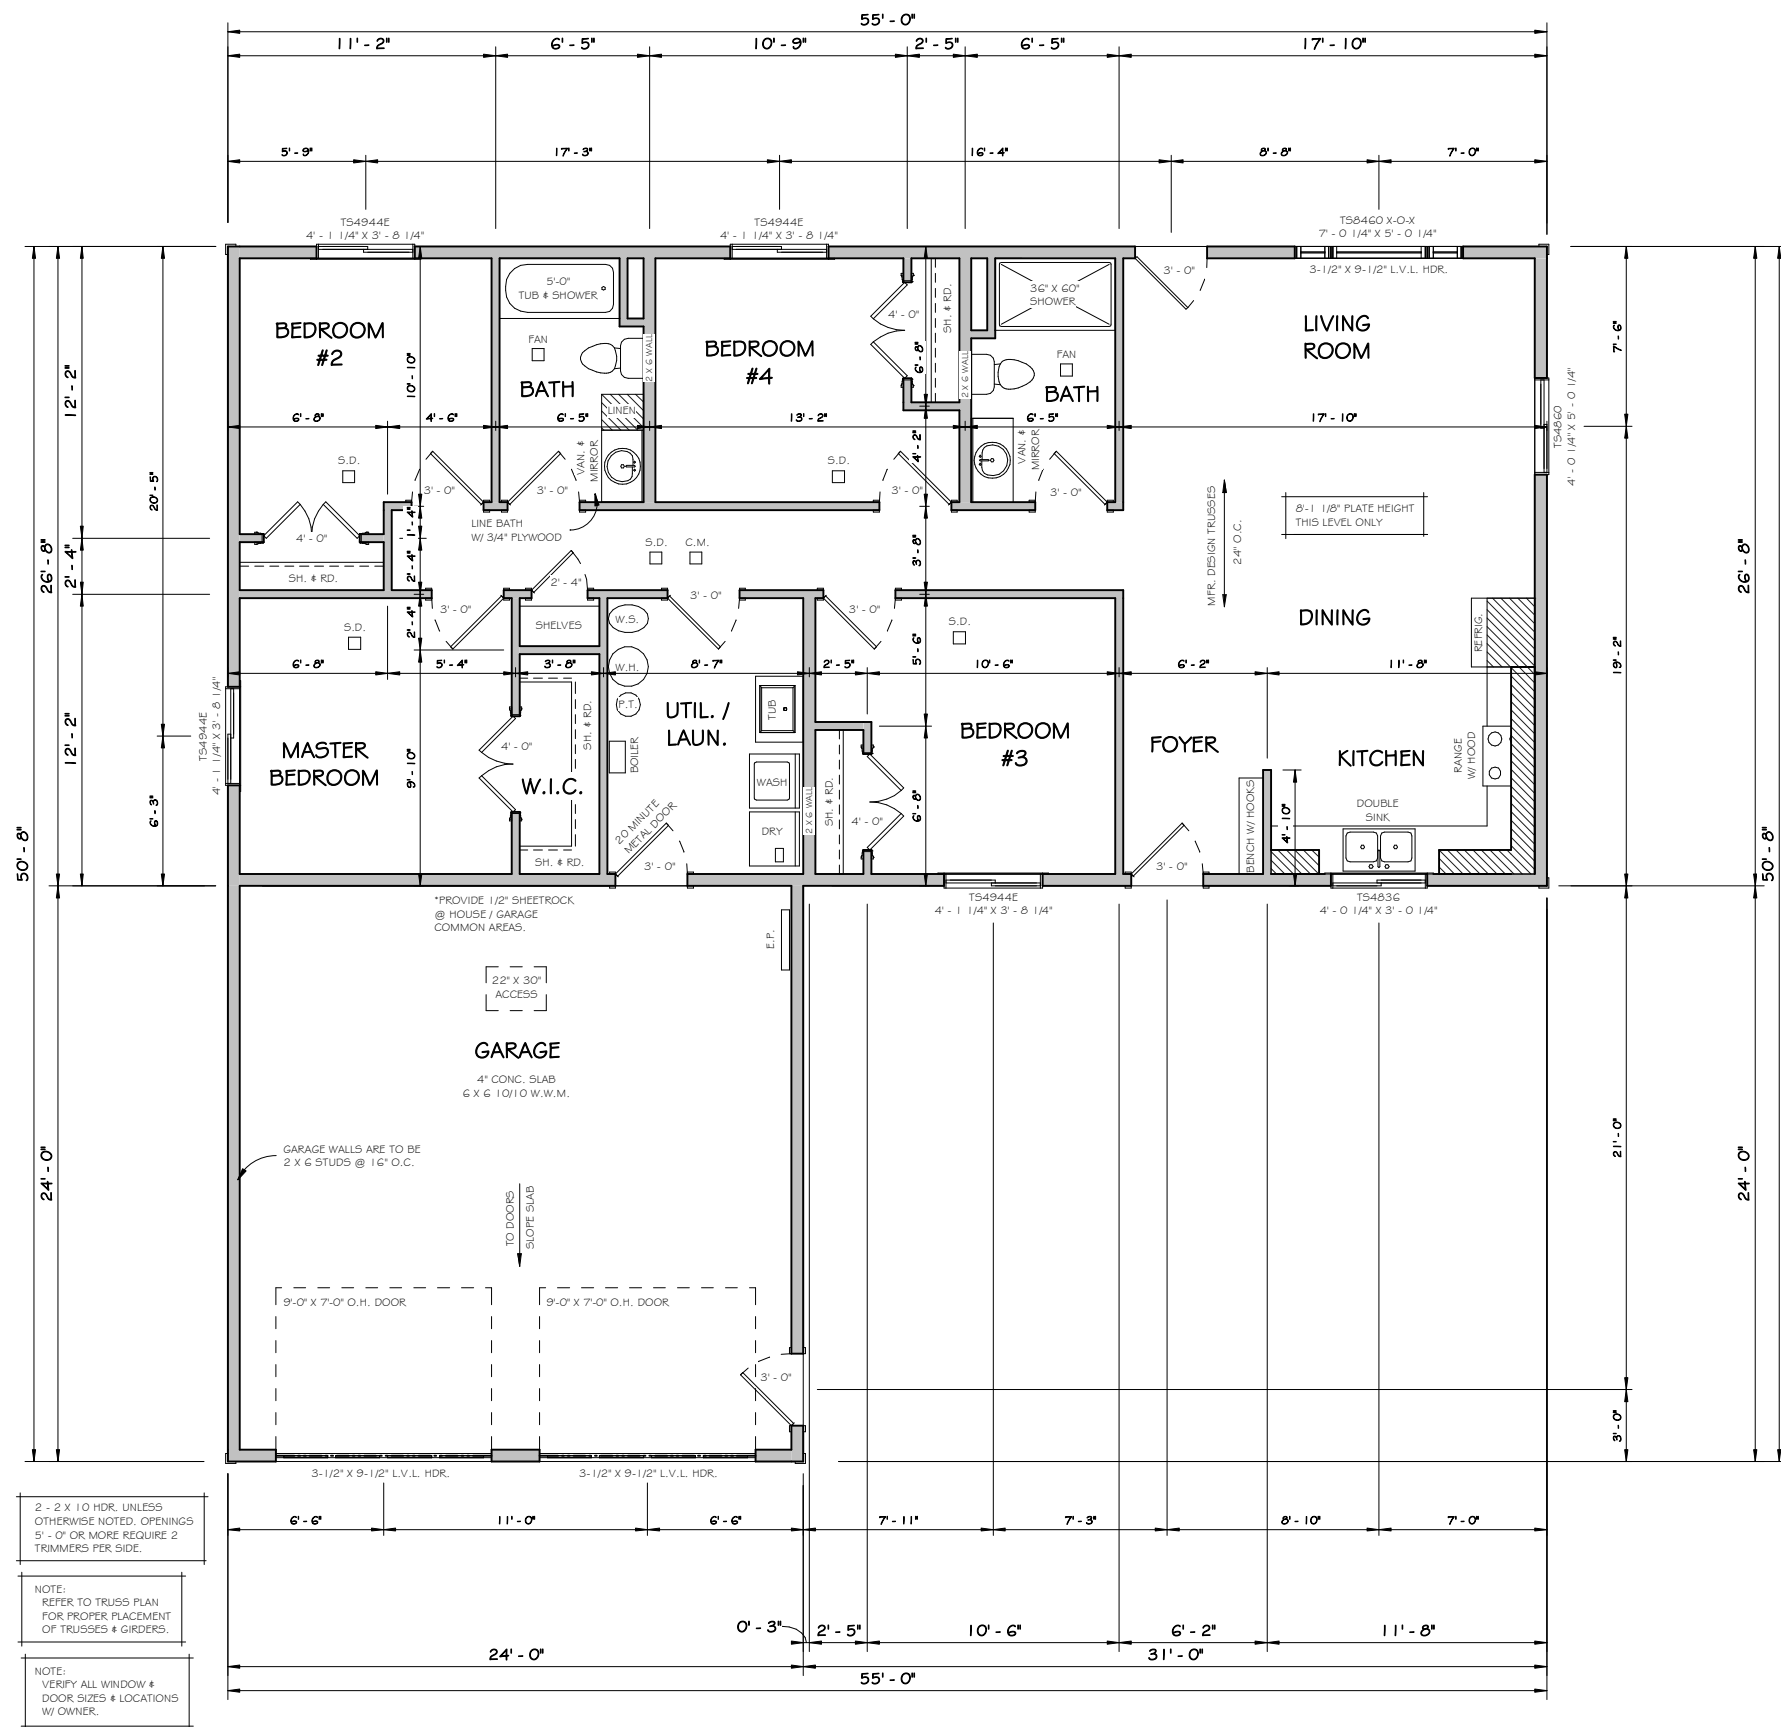 55' - 0"
11' - 2"
6' - 5"
10' - 9"
2' - 5"
6' - 5"
17' - 10"
5' - 9"
17' - 3"
16' - 4"
8' - 8"
7' - 0"
TS4944E
4' - 1 1/4" X 3' - 8 1/4"
TS4944E
4' - 1 1/4" X 3' - 8 1/4"
TS8460 X-O-X
7' - 0 1/4" X 5' - 0 1/4"
3-1/2" X 9-1/2" L.V.L. HDR.
3' - 0"
5'-0"
TUB & SHOWER
36" X 60"
SHOWER
BEDROOM
#2
FAN
BATH
2 X 6 WALL
BEDROOM
#4
4' - 0"
SH. & RD.
6' - 8"
2 X 6 WALL
FAN
BATH
LIVING
ROOM
7' - 6"
10' - 10"
12' - 2"
20' - 5"
6' - 8"
4' - 6"
6' - 5"
LINEN
13' - 2"
6' - 5"
17' - 10"
TS4860
4' - 0 1/4" X 5' - 0 1/4"
S.D.
3' - 0"
3' - 0"
VAN. &
MIRROR
S.D.
3' - 0"
4' - 2"
VAN. &
MIRROR
3' - 0"
MFR. DESIGN TRUSSES
24" O.C.
8'-1 1/8" PLATE HEIGHT
THIS LEVEL ONLY
4' - 0"
1' - 4"
LINE BATH
W/ 3/4" PLYWOOD
S.D.
C.M.
3' - 8"
26' - 8"
2' - 4"
SH. & RD.
2' - 4"
2' - 4"
26' - 8"
3' - 0"
3' - 0"
3' - 0"
S.D.
2' - 4"
SHELVES
W.S.
S.D.
5' - 6"
DINING
REFRIG.
19' - 2"
6' - 8"
5' - 4"
3' - 8"
W.H.
8' - 7"
2' - 5"
10' - 6"
6' - 2"
11' - 8"
TS4944E
4' - 1 1/4" X 3' - 8 1/4"
12' - 2"
P.T.
TUB
UTIL. /
LAUN.
SH. & RD.
4' - 0"
MASTER
BEDROOM
9' - 10"
W.I.C.
BOILER
WASH
BEDROOM
#3
FOYER
KITCHEN
RANGE
W/ HOOD
6' - 3"
20 MINUTE
METAL DOOR
DRY
2 X 6 WALL
SH. & RD.
4' - 0"
6' - 8"
BENCH W/ HOOKS
4' - 10"
DOUBLE
SINK
SH. & RD.
3' - 0"
3' - 0"
50' - 8"
50' - 8"
*PROVIDE 1/2" SHEETROCK
@ HOUSE / GARAGE
COMMON AREAS.
TS4944E
4' - 1 1/4" X 3' - 8 1/4"
TS4836
4' - 0 1/4" X 3' - 0 1/4"
E.P.
22" X 30"
ACCESS
GARAGE
4" CONC. SLAB
6 X 6 10/10 W.W.M.
GARAGE WALLS ARE TO BE
2 X 6 STUDS @ 16" O.C.
24' - 0"
21' - 0"
24' - 0"
TO DOORS
SLOPE SLAB
9'-0" X 7'-0" O.H. DOOR
9'-0" X 7'-0" O.H. DOOR
3' - 0"
3' - 0"
3-1/2" X 9-1/2" L.V.L. HDR.
3-1/2" X 9-1/2" L.V.L. HDR.
2 - 2 X 10 HDR. UNLESS
OTHERWISE NOTED. OPENINGS
5' - 0" OR MORE REQUIRE 2
TRIMMERS PER SIDE.
6' - 6"
11' - 0"
6' - 6"
7' - 11"
7' - 3"
8' - 10"
7' - 0"
NOTE:
REFER TO TRUSS PLAN
FOR PROPER PLACEMENT
OF TRUSSES & GIRDERS.
0' - 3"
2' - 5"
10' - 6"
6' - 2"
11' - 8"
24' - 0"
31' - 0"
55' - 0"
NOTE:
VERIFY ALL WINDOW &
DOOR SIZES & LOCATIONS
W/ OWNER.